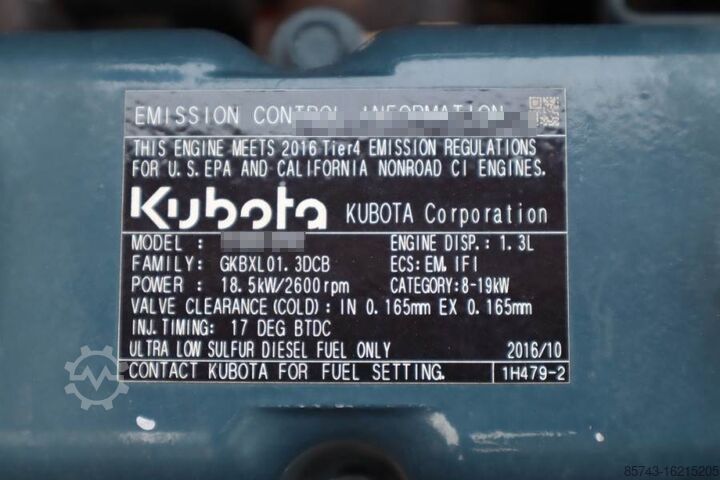 EMISSION CONTROL INFORMATION
THIS ENGINE MEETS 2016 Tier4 EMISSION REGULATIONS
FOR U.S. EPA AND CALIFORNIA NONROAD CI ENGINES.
Kubota KUBOTA Corporation
MODEL : ENGINE DISP.: 1.3L
FAMILY: GKBXL01.3DCB ECS: EM, IFI
POWER : 18.5kW/2600rpm CATEGORY: 8-19kW
VALVE CLEARANCE (COLD) : IN 0.165mm EX 0.165mm
INJ. TIMING: 17 DEG BTDC
ULTRA LOW SULFUR DIESEL FUEL ONLY 2016/10
CONTACT KUBOTA FOR FUEL SETTING. 1H479-2
85743-16215205